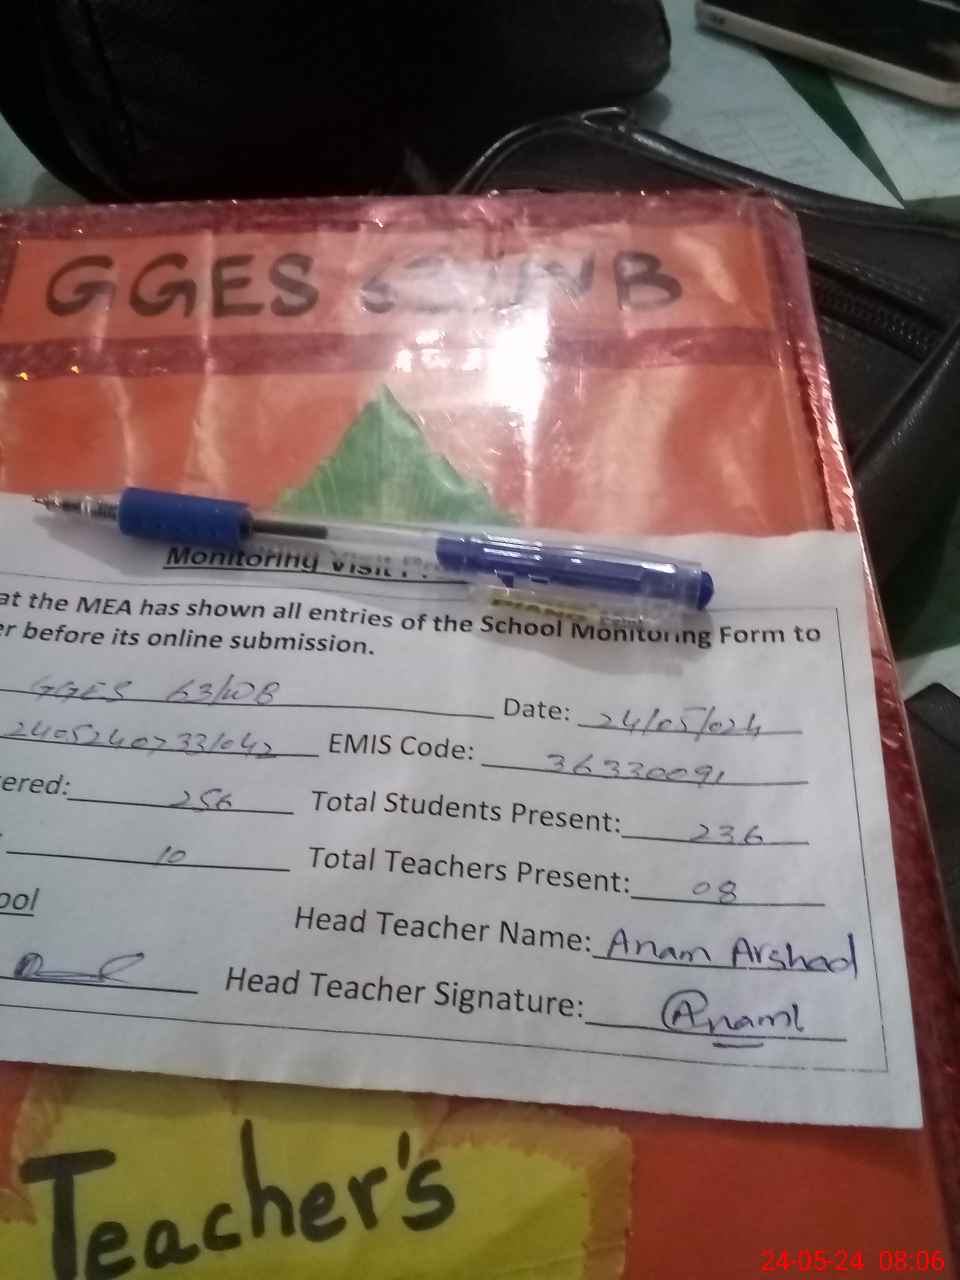 GGES WB
Monitoring Visit
at the MEA has shown all entries of the School Monitoring Form to
er before its online submission.
GGES 63/WB Date: 24/05/024
24052407331042 EMIS Code: 36330091
ered: 256 Total Students Present: 236
: 10 Total Teachers Present: 08
ool
Head Teacher Name: Anam Arshad
Head Teacher Signature: Anam
Teacher's
24-05-24 08:06